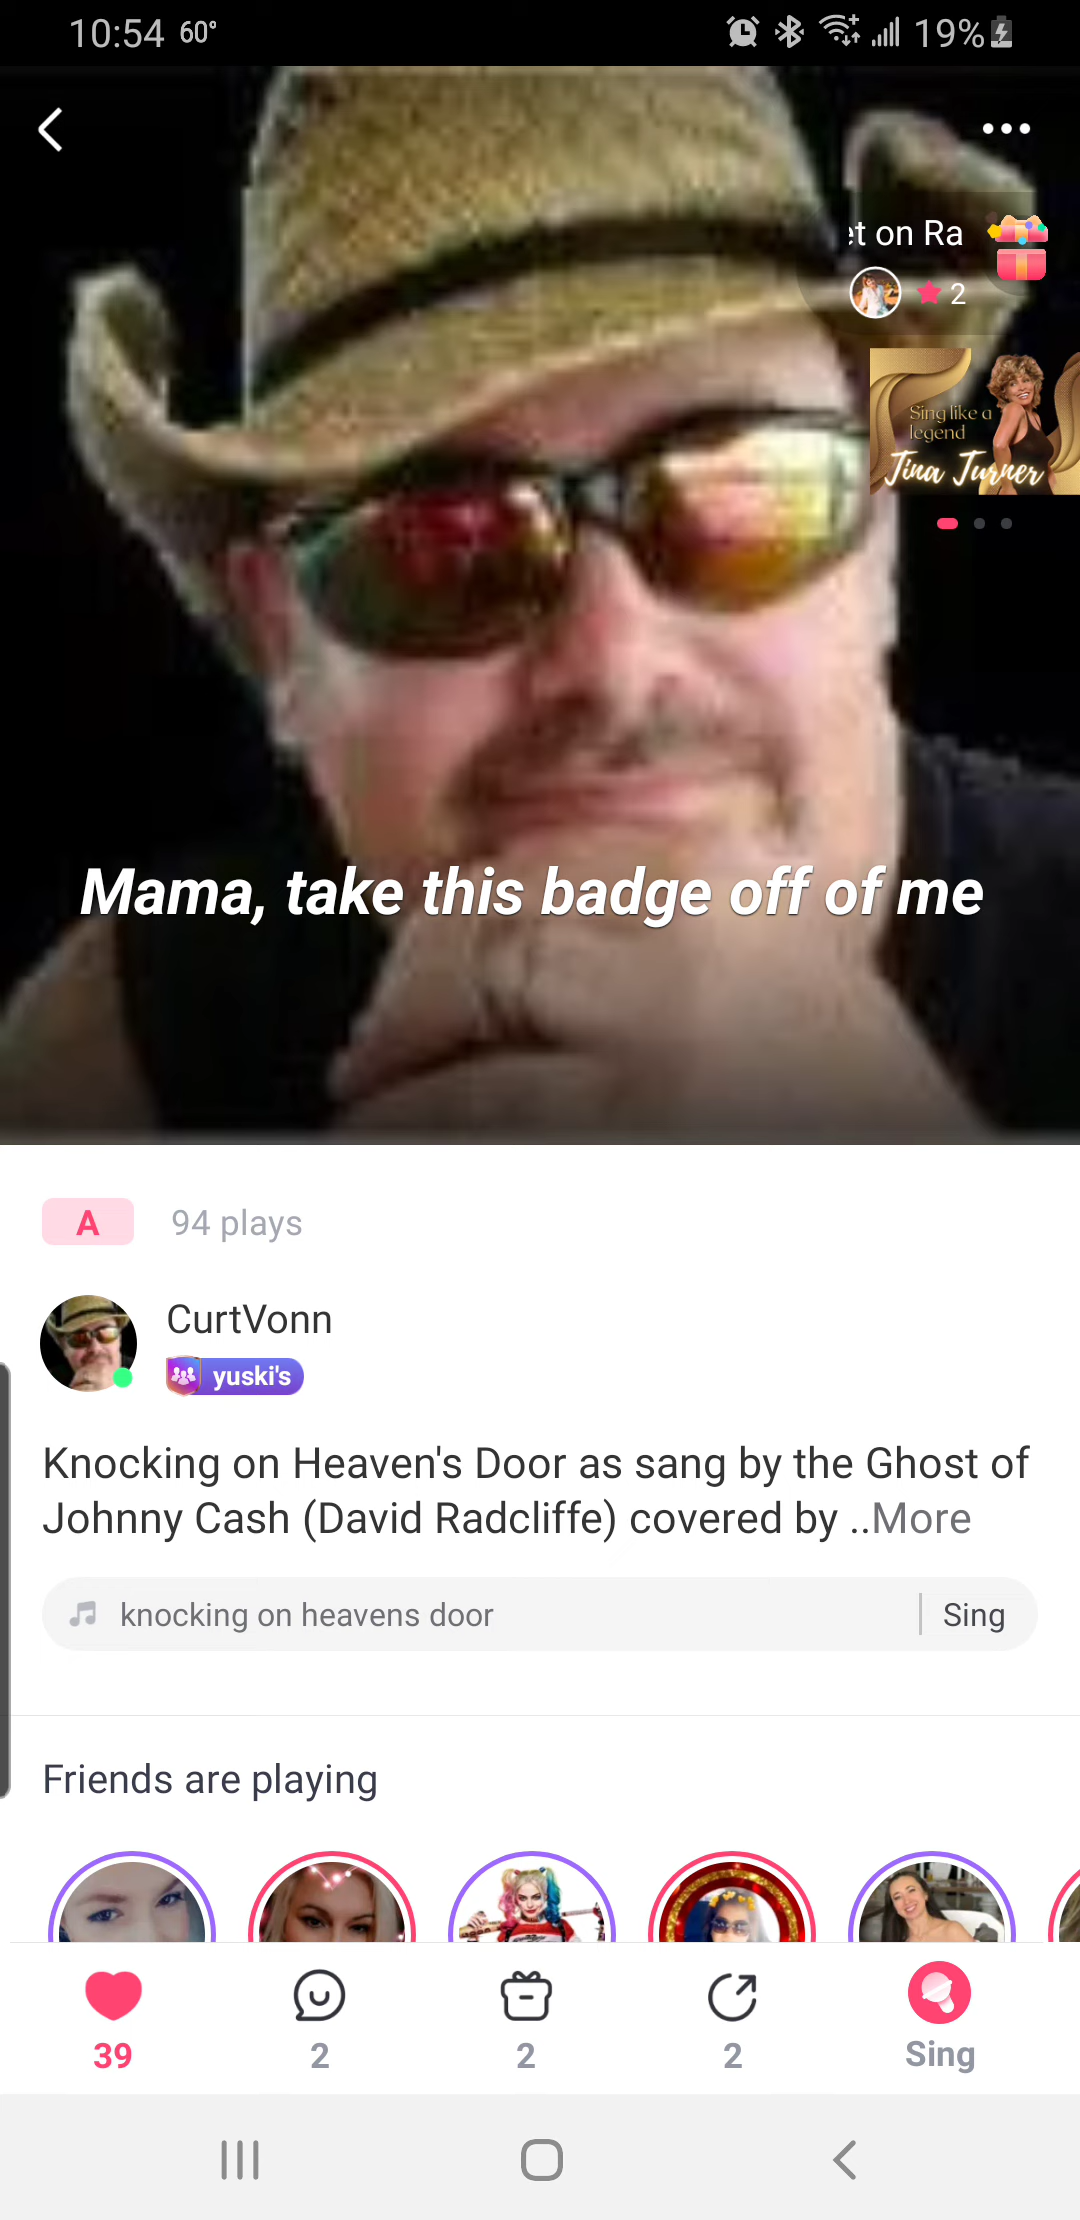 10:54 60°
19%
et on Ra
2
Sing like a
legend
Tina Turner
Mama, take this badge off of me
A 94 plays
CurtVonn
yuski's
Knocking on Heaven's Door as sang by the Ghost of
Johnny Cash (David Radcliffe) covered by ..More
knocking on heavens door Sing
Friends are playing
39 2 2 2 Sing